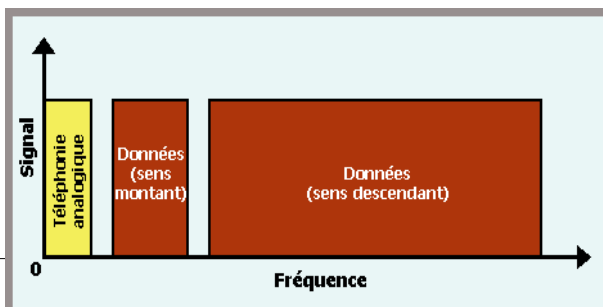 Signal
Téléphonie
analogique
Données
(sens
montant)
Données
(sens descendant)
0
Fréquence